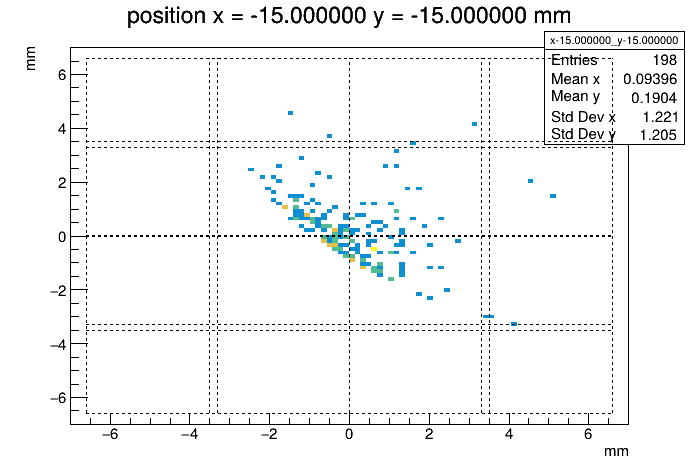 position x = -15.000000 y = -15.000000 mm
x-15.000000_y-15.000000
Entries 198
Mean x 0.09396
Mean y 0.1904
Std Dev x 1.221
Std Dev y 1.205
mm
6
4
2
0
−2
−4
−6
−6 −4 −2 0 2 4 6
mm